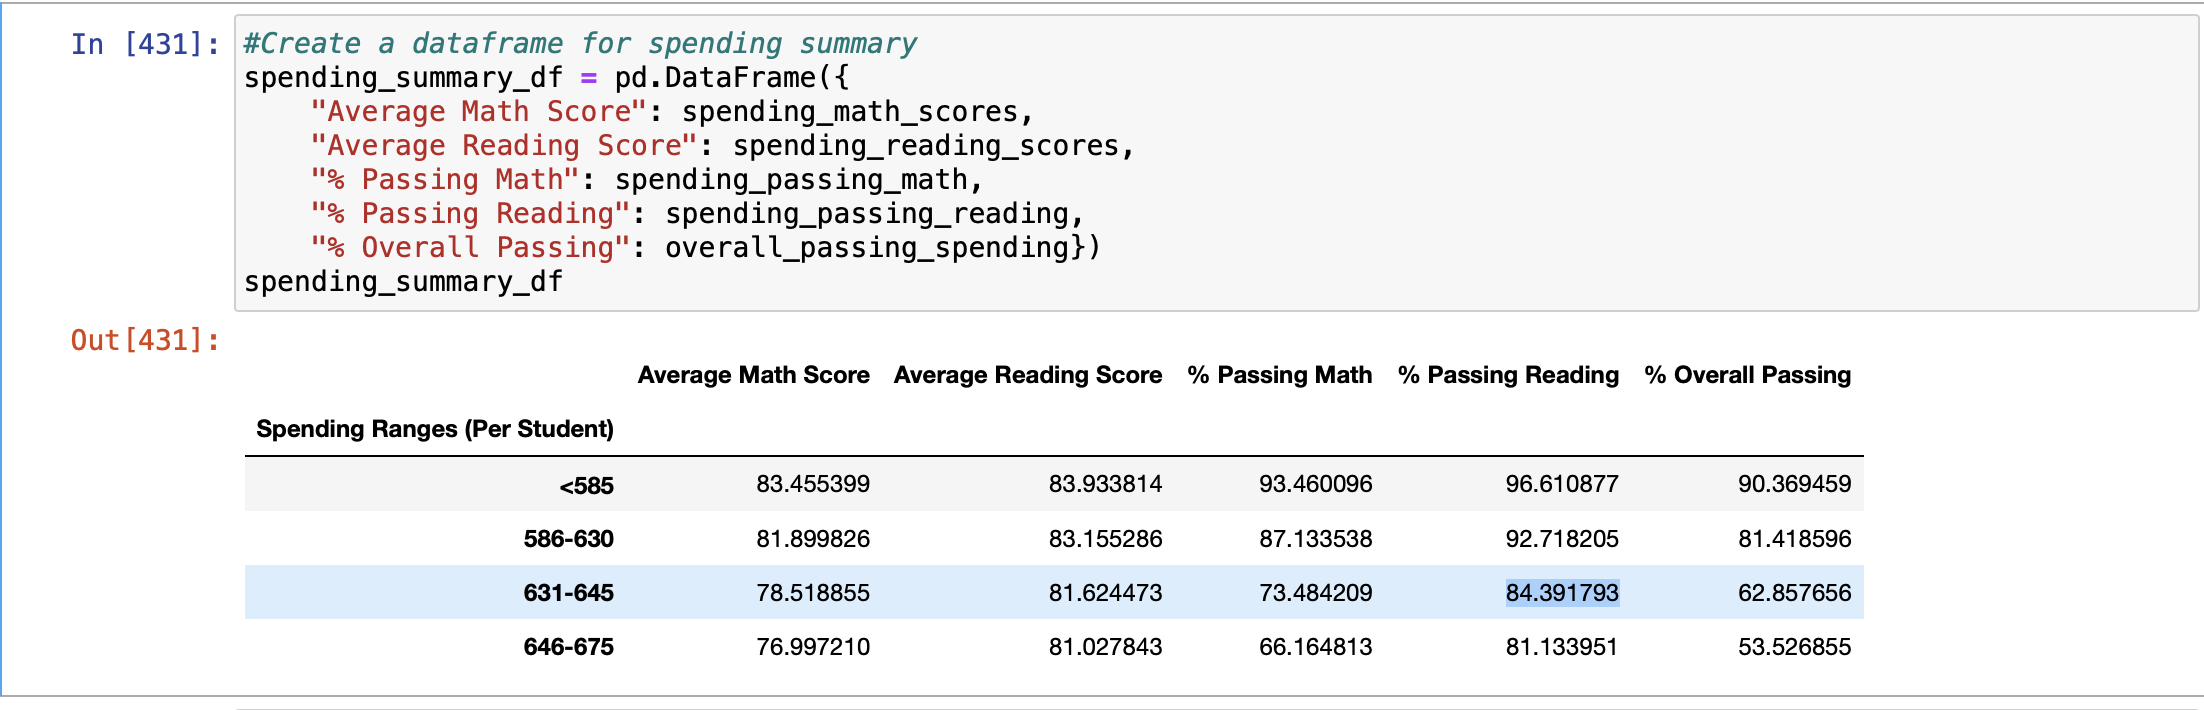 In [431]: #Create a dataframe for spending summary
spending_summary_df = pd.DataFrame({
    "Average Math Score": spending_math_scores,
    "Average Reading Score": spending_reading_scores,
    "% Passing Math": spending_passing_math,
    "% Passing Reading": spending_passing_reading,
    "% Overall Passing": overall_passing_spending})
spending_summary_df
Out[431]:
Average Math Score Average Reading Score % Passing Math % Passing Reading % Overall Passing
Spending Ranges (Per Student)
<585 83.455399 83.933814 93.460096 96.610877 90.369459
586-630 81.899826 83.155286 87.133538 92.718205 81.418596
631-645 78.518855 81.624473 73.484209 84.391793 62.857656
646-675 76.997210 81.027843 66.164813 81.133951 53.526855